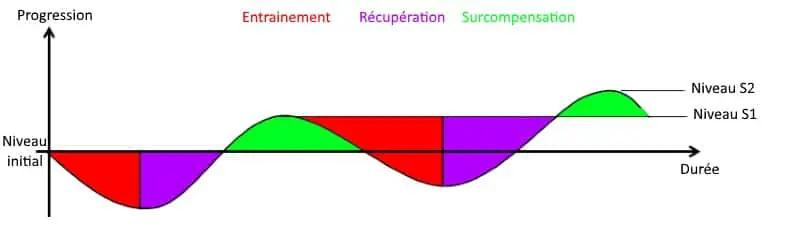 Progression
Entrainement
Récupération
Surcompensation
Niveau S2
Niveau S1
Niveau
initial
Durée